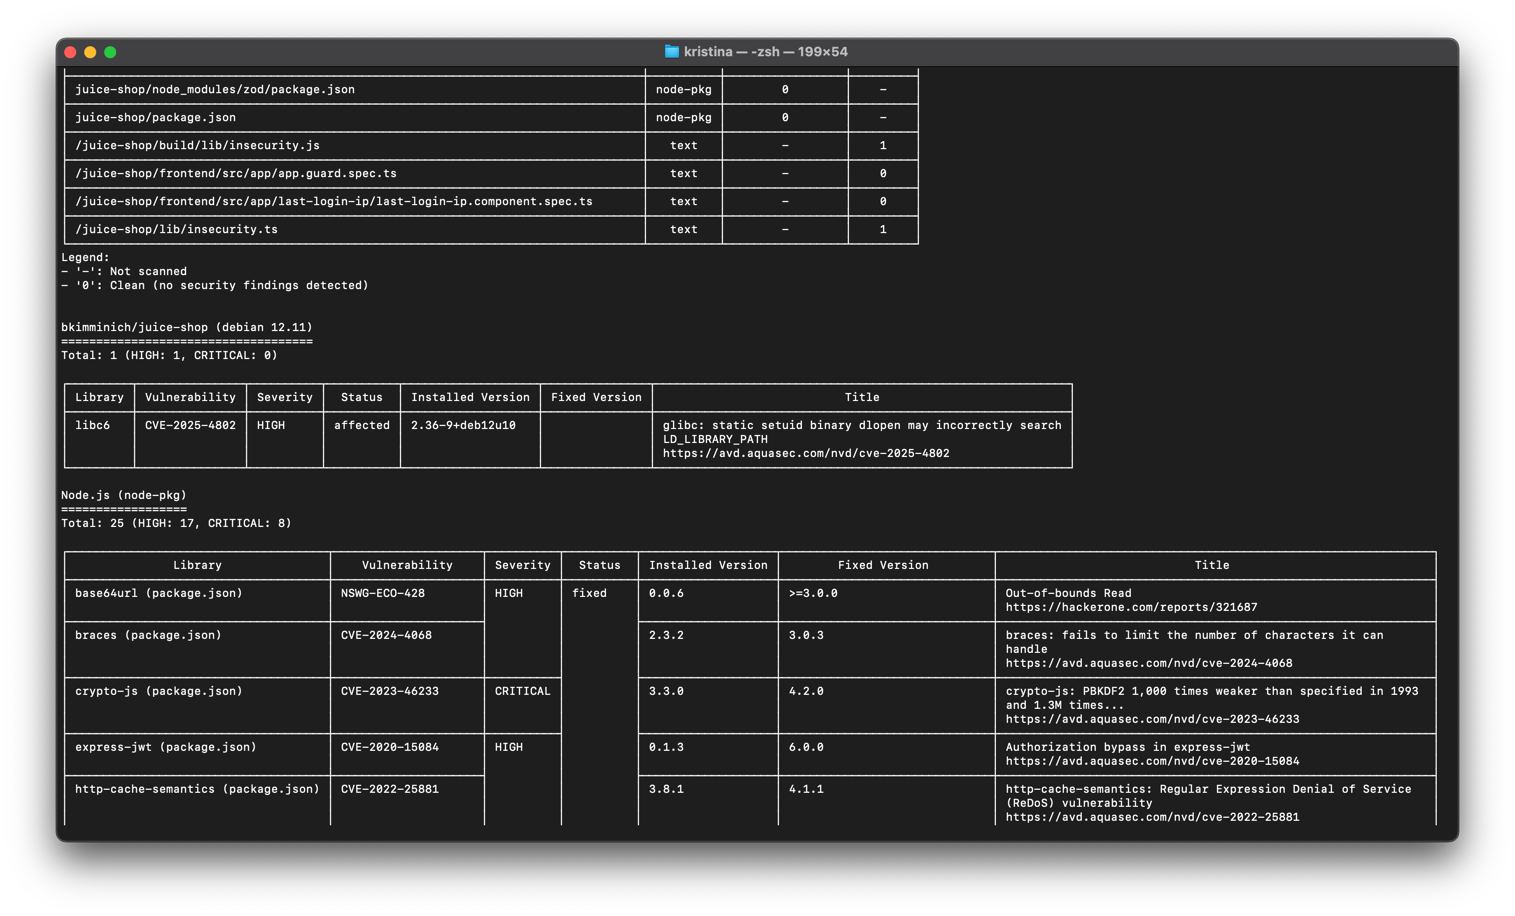 kristina — -zsh — 199×54
juice-shop/node_modules/zod/package.json node-pkg 0 -
juice-shop/package.json node-pkg 0 -
/juice-shop/build/lib/insecurity.js text - 1
/juice-shop/frontend/src/app/app.guard.spec.ts text - 0
/juice-shop/frontend/src/app/last-login-ip/last-login-ip.component.spec.ts text - 0
/juice-shop/lib/insecurity.ts text - 1
Legend:
- '-': Not scanned
- '0': Clean (no security findings detected)
bkimminich/juice-shop (debian 12.11)
====================================
Total: 1 (HIGH: 1, CRITICAL: 0)
Library Vulnerability Severity Status Installed Version Fixed Version Title
libc6 CVE-2025-4802 HIGH affected 2.36-9+deb12u10 glibc: static setuid binary dlopen may incorrectly search
LD_LIBRARY_PATH
https://avd.aquasec.com/nvd/cve-2025-4802
Node.js (node-pkg)
==================
Total: 25 (HIGH: 17, CRITICAL: 8)
Library Vulnerability Severity Status Installed Version Fixed Version Title
base64url (package.json) NSWG-ECO-428 HIGH fixed 0.0.6 >=3.0.0 Out-of-bounds Read
https://hackerone.com/reports/321687
braces (package.json) CVE-2024-4068 2.3.2 3.0.3 braces: fails to limit the number of characters it can
handle
https://avd.aquasec.com/nvd/cve-2024-4068
crypto-js (package.json) CVE-2023-46233 CRITICAL 3.3.0 4.2.0 crypto-js: PBKDF2 1,000 times weaker than specified in 1993
and 1.3M times...
https://avd.aquasec.com/nvd/cve-2023-46233
express-jwt (package.json) CVE-2020-15084 HIGH 0.1.3 6.0.0 Authorization bypass in express-jwt
https://avd.aquasec.com/nvd/cve-2020-15084
http-cache-semantics (package.json) CVE-2022-25881 3.8.1 4.1.1 http-cache-semantics: Regular Expression Denial of Service
(ReDoS) vulnerability
https://avd.aquasec.com/nvd/cve-2022-25881